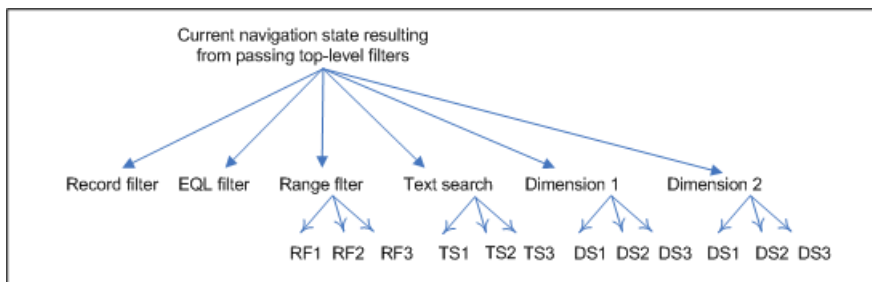 Current navigation state resulting
from passing top-level filters
Record filter EQL filter Range flter Text search Dimension 1 Dimension 2
RF1 RF2 RF3 TS1 TS2 TS3 DS1 DS2 DS3 DS1 DS2 DS3